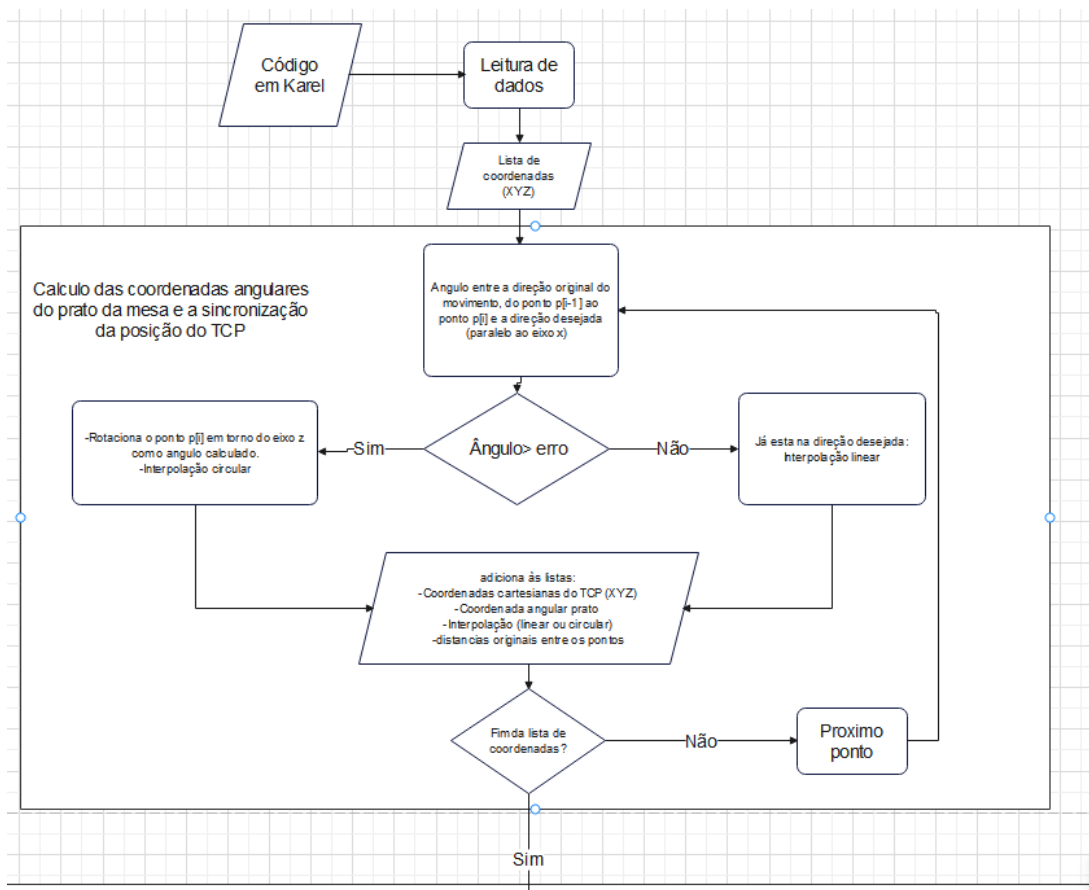 Código
em Karel
Leitura de
dados
Lista de
coordenadas
(XYZ)
Calculo das coordenadas angulares
do prato da mesa e a sincronização
da posição do TCP
Angulo entre a direção original do
movimento, do ponto p[i-1] ao
ponto p[i] e a direção desejada
(paralelo ao eixo x)
-Rotaciona o ponto p[i] em torno do eixo z
como angulo calculado.
-Interpolação circular
Sim
Ângulo> erro
Não
Já esta na direção desejada:
Interpolação linear
adiciona às listas:
-Coordenadas cartesianas do TCP (XYZ)
-Coordenada angular prato
-Interpolação (linear ou circular)
-distancias originais entre os pontos
Fim da lista de
coordenadas?
Não
Proximo
ponto
Sim